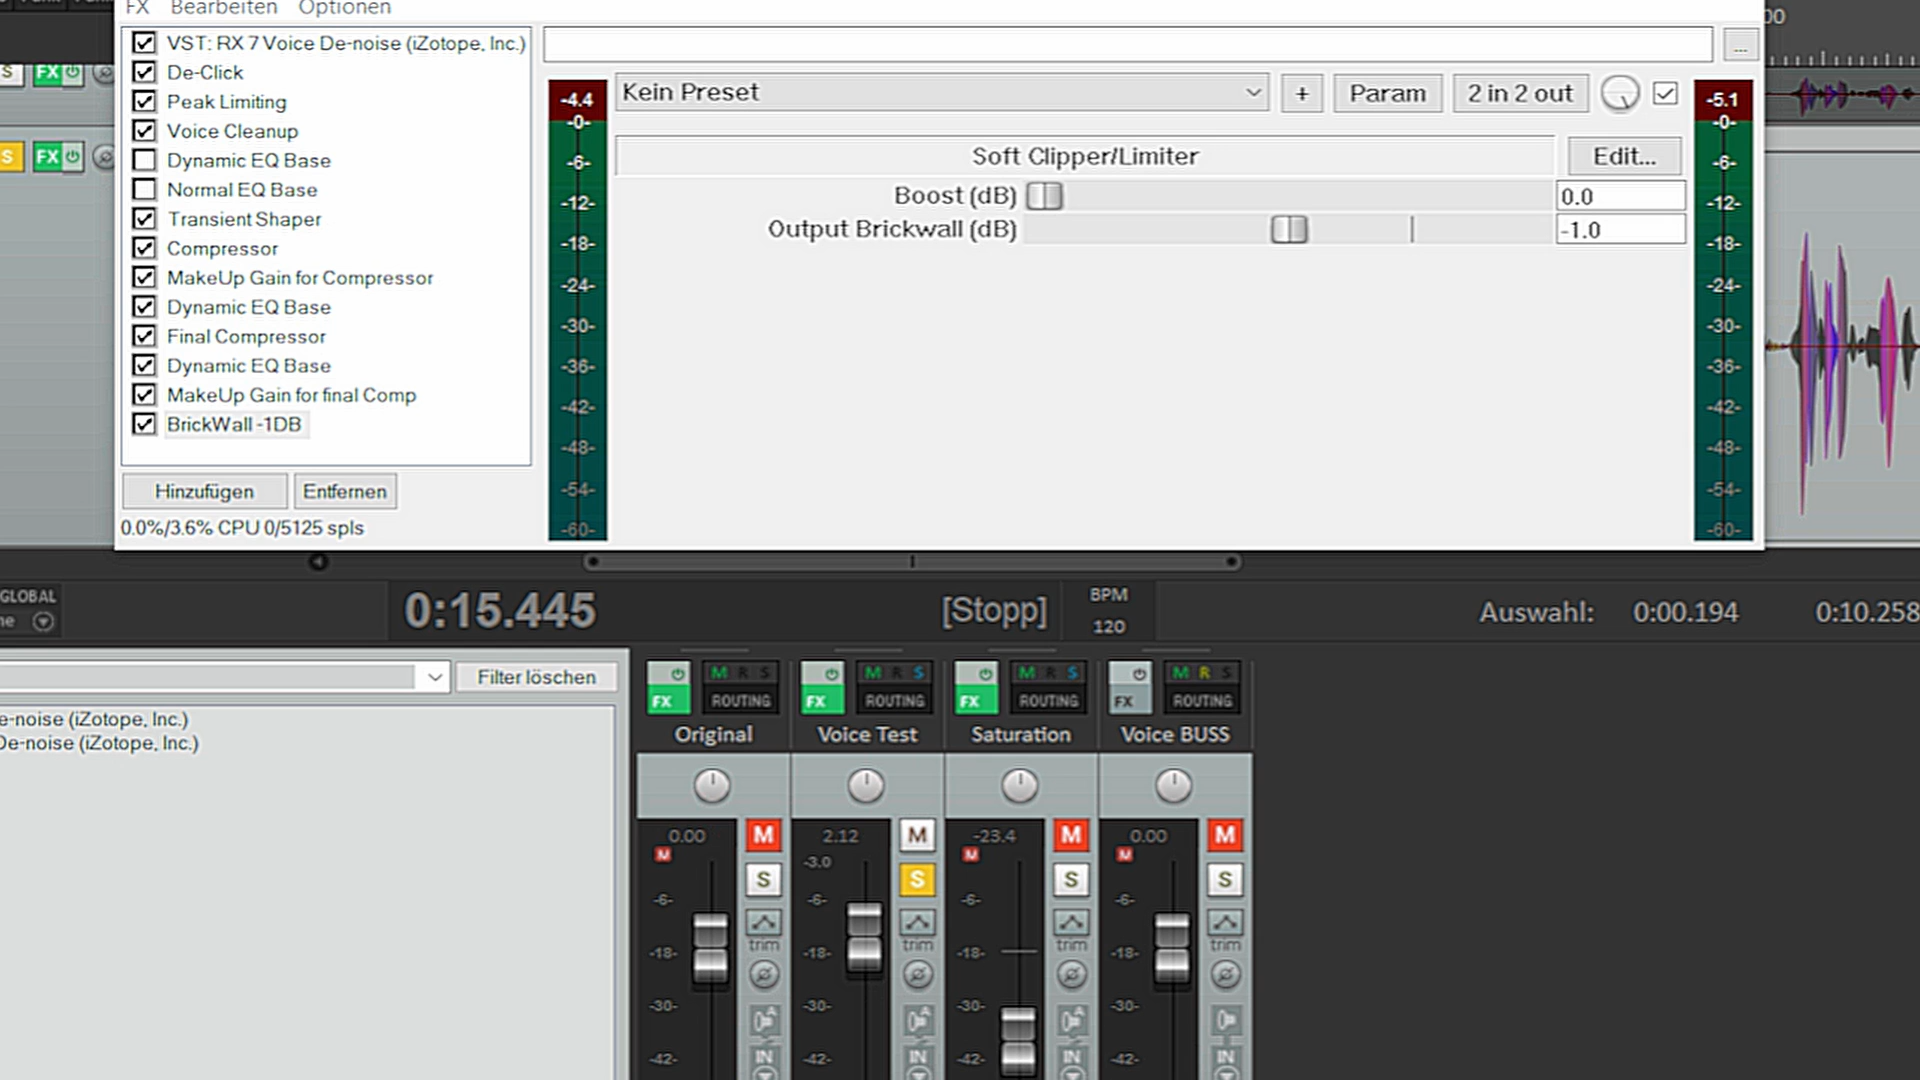 FX Bearbeiten Optionen
VST: RX 7 Voice De-noise (iZotope, Inc.)
De-Click
Peak Limiting
Voice Cleanup
Dynamic EQ Base
Normal EQ Base
Transient Shaper
Compressor
MakeUp Gain for Compressor
Dynamic EQ Base
Final Compressor
Dynamic EQ Base
MakeUp Gain for final Comp
BrickWall -1DB
Hinzufügen Entfernen
0.0%/3.6% CPU 0/5125 spls
...
Kein Preset + Param 2 in 2 out
Soft Clipper/Limiter Edit...
Boost (dB) 0.0
Output Brickwall (dB) -1.0
-4.4
-0-
-6-
-12-
-18-
-24-
-30-
-36-
-42-
-48-
-54-
-60-
-5.1
-0-
-6-
-12-
-18-
-24-
-30-
-36-
-42-
-48-
-54-
-60-
S FX
S FX
00
GLOBAL
ne
0:15.445
[Stopp]
BPM
120
Auswahl: 0:00.194 0:10.258
Filter löschen
e-noise (iZotope, Inc.)
De-noise (iZotope, Inc.)
M R S M R S M R S M R S
FX ROUTING FX ROUTING FX ROUTING FX ROUTING
Original Voice Test Saturation Voice BUSS
0.00 M 2.12 M -23.4 M 0.00 M
M -3.0 M M
S S S S
-6- -6- -6- -6-
trim trim trim trim
-18- -18- -18- -18-
-30- -30- -30- -30-
IN IN IN IN
-42- -42- -42- -42-